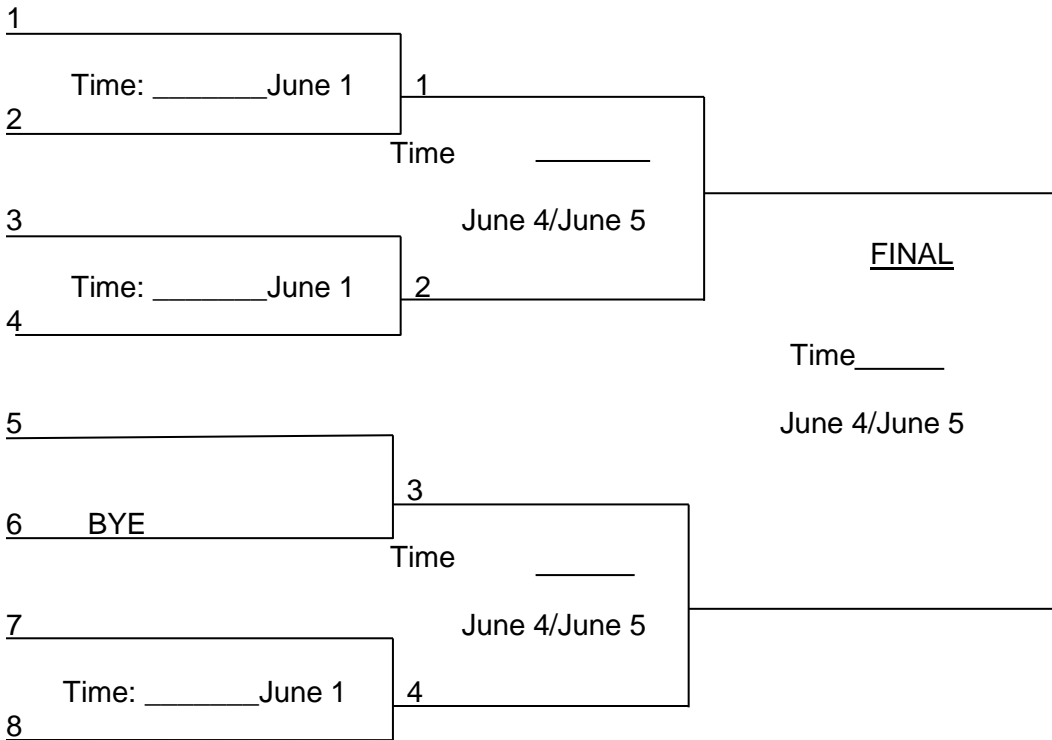 1
Time: _______June 1
1
2
Time ________
3
June 4/June 5
FINAL
Time: _______June 1
2
4
Time______
5
June 4/June 5
3
6 BYE
Time _______
7
June 4/June 5
Time: _______June 1
4
8